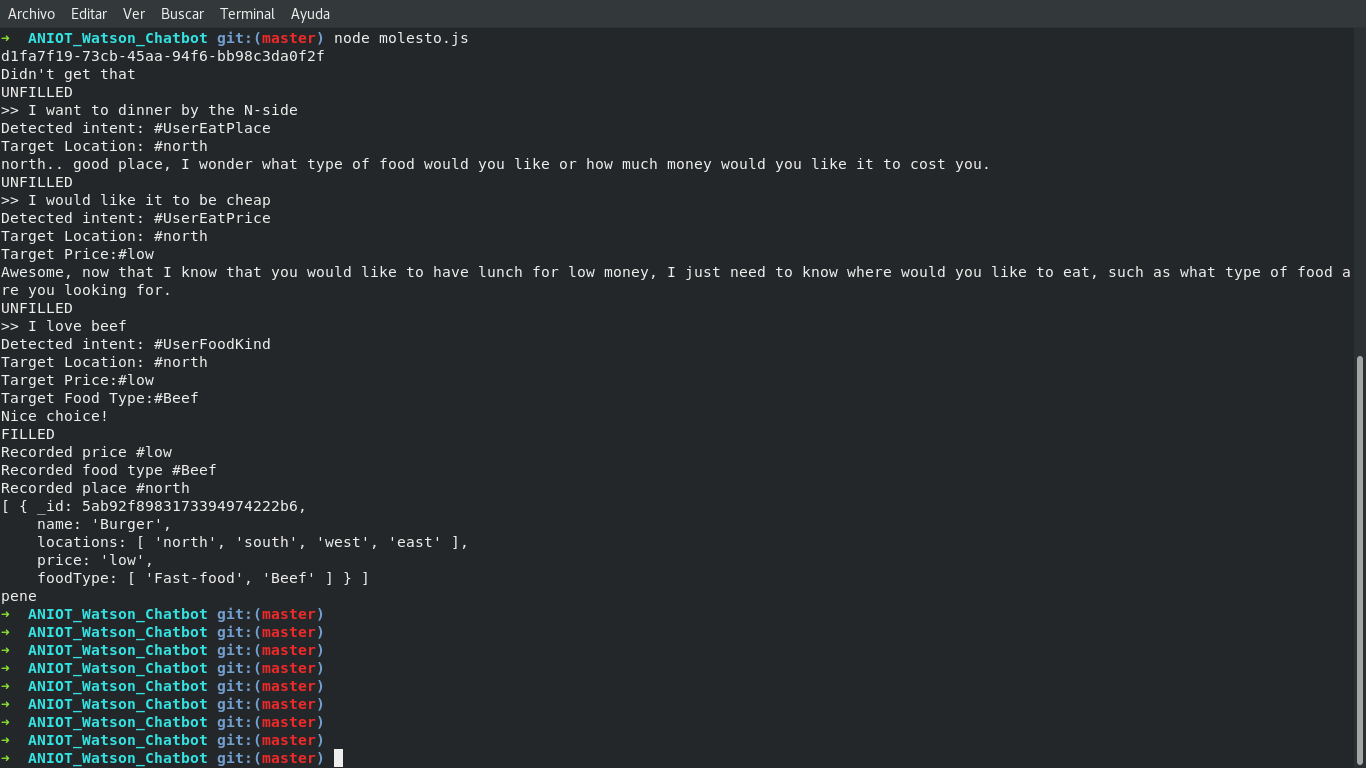 Archivo Editar Ver Buscar Terminal Ayuda
➜  ANIOT_Watson_Chatbot git:(master) node molesto.js
d1fa7f19-73cb-45aa-94f6-bb98c3da0f2f
Didn't get that
UNFILLED
>> I want to dinner by the N-side
Detected intent: #UserEatPlace
Target Location: #north
north.. good place, I wonder what type of food would you like or how much money would you like it to cost you.
UNFILLED
>> I would like it to be cheap
Detected intent: #UserEatPrice
Target Location: #north
Target Price:#low
Awesome, now that I know that you would like to have lunch for low money, I just need to know where would you like to eat, such as what type of food a
re you looking for.
UNFILLED
>> I love beef
Detected intent: #UserFoodKind
Target Location: #north
Target Price:#low
Target Food Type:#Beef
Nice choice!
FILLED
Recorded price #low
Recorded food type #Beef
Recorded place #north
[ { _id: 5ab92f8983173394974222b6,
    name: 'Burger',
    locations: [ 'north', 'south', 'west', 'east' ],
    price: 'low',
    foodType: [ 'Fast-food', 'Beef' ] } ]
pene
➜  ANIOT_Watson_Chatbot git:(master)
➜  ANIOT_Watson_Chatbot git:(master)
➜  ANIOT_Watson_Chatbot git:(master)
➜  ANIOT_Watson_Chatbot git:(master)
➜  ANIOT_Watson_Chatbot git:(master)
➜  ANIOT_Watson_Chatbot git:(master)
➜  ANIOT_Watson_Chatbot git:(master)
➜  ANIOT_Watson_Chatbot git:(master)
➜  ANIOT_Watson_Chatbot git:(master)